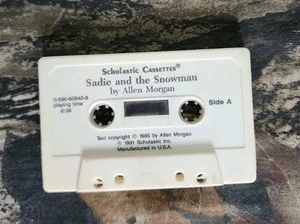 Scholastic Cassettes®
Sadie and the Snowman
by Allen Morgan
0-590-60640-8
playing time
8:58
Side A
Text copyright © 1985 by Allen Morgan
℗ 1991 Scholastic Inc.
Manufactured in U.S.A.